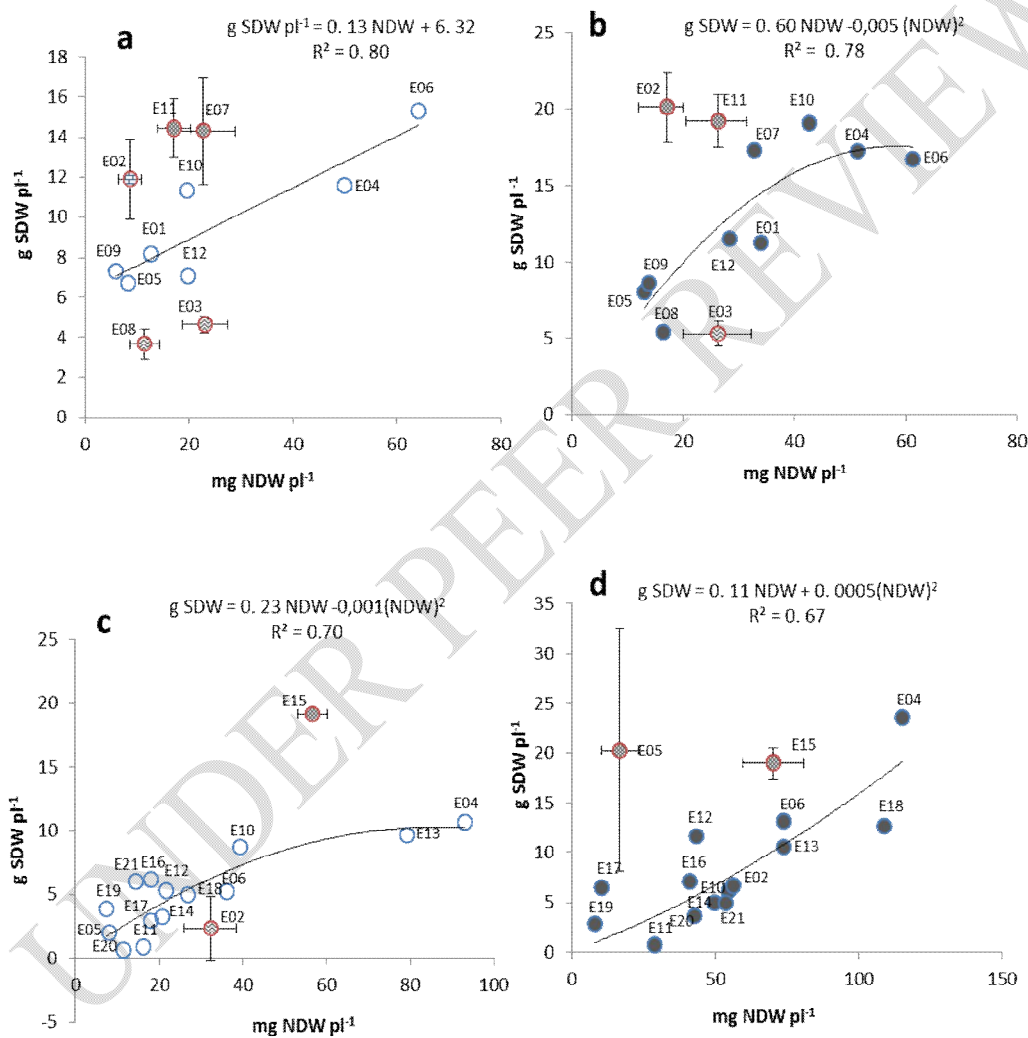 a
g SDW pl⁻¹ = 0. 13 NDW + 6. 32
R² = 0. 80
18
16
14
12
10
8
6
4
2
0
g SDW pl⁻¹
E06
E11
E07
E02
E10
E04
E01
E09
E12
E05
E03
E08
0
20
40
60
80
mg NDW pl⁻¹
b
g SDW = 0. 60 NDW -0,005 (NDW)²
R² = 0. 78
25
20
15
10
5
0
g SDW pl⁻¹
E02
E11
E10
E07
E04
E06
E01
E12
E09
E05
E08
E03
0
20
40
60
80
mg NDW pl⁻¹
c
g SDW = 0. 23 NDW -0,001(NDW)²
R² = 0. 70
25
20
15
10
5
0
-5
g SDW pl⁻¹
E15
E04
E10
E13
E21
E16
E12
E19
E18
E06
E17
E14
E02
E05
E11
E20
0
20
40
60
80
100
mg NDW pl⁻¹
d
g SDW = 0. 11 NDW + 0. 0005(NDW)²
R² = 0. 67
35
30
25
20
15
10
5
0
g SDW pl⁻¹
E04
E05
E15
E12
E06
E18
E13
E17
E16
E10
E02
E14
E19
E20
E21
E11
0
50
100
150
mg NDW pl⁻¹
UNDER PEER REVIEW